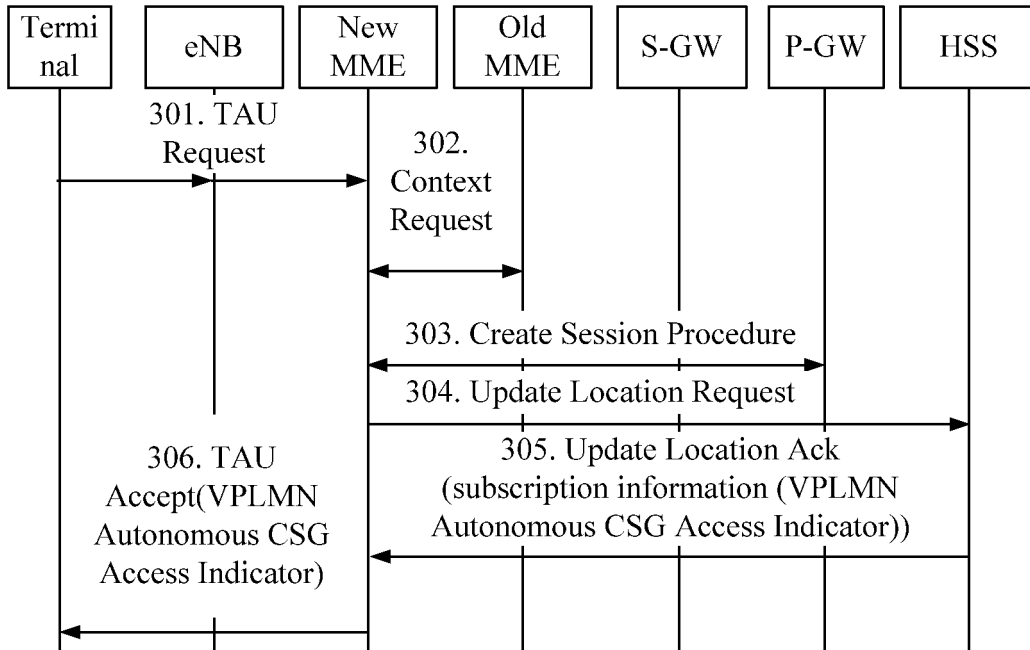 Termi
nal
eNB
New
MME
Old
MME
S-GW
P-GW
HSS
301. TAU
Request
302.
Context
Request
303. Create Session Procedure
304. Update Location Request
305. Update Location Ack
(subscription information (VPLMN
Autonomous CSG Access Indicator))
306. TAU
Accept(VPLMN
Autonomous CSG
Access Indicator)